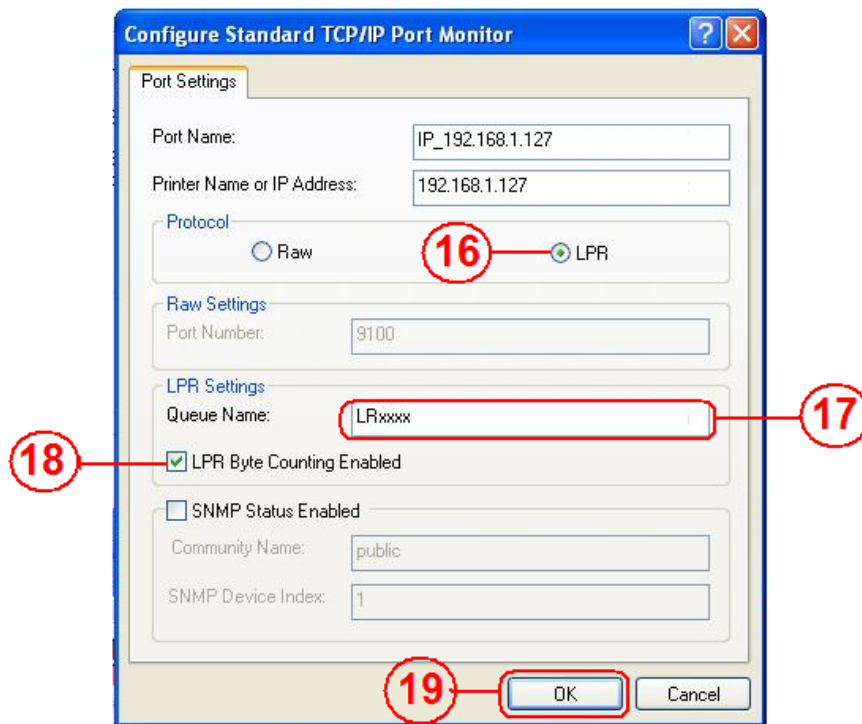 Configure Standard TCP/IP Port Monitor
Port Settings
Port Name: IP_192.168.1.127
Printer Name or IP Address: 192.168.1.127
Protocol
Raw 16 LPR
Raw Settings
Port Number: 9100
LPR Settings
Queue Name: LRxxxx 17
18 LPR Byte Counting Enabled
SNMP Status Enabled
Community Name: public
SNMP Device Index: 1
19 OK Cancel